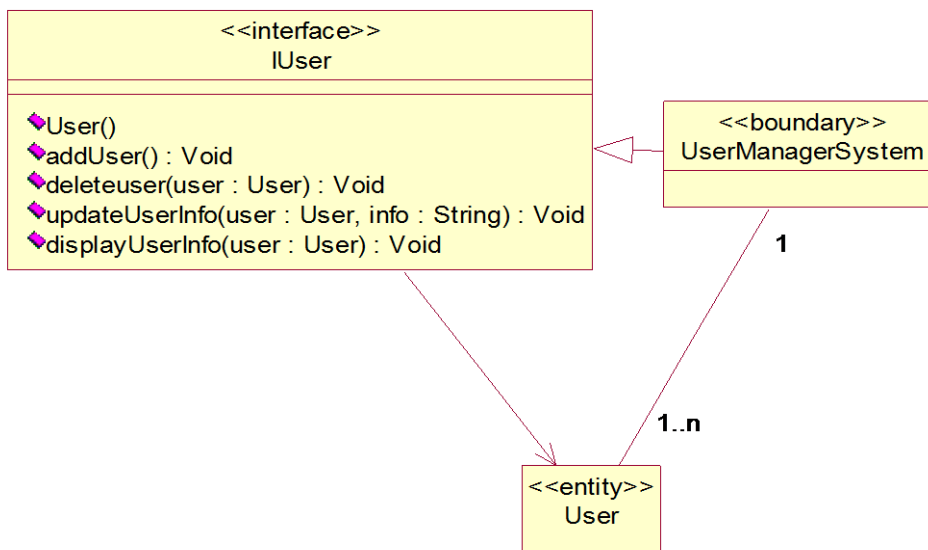 <<interface>>
IUser
User()
addUser() : Void
deleteuser(user : User) : Void
updateUserInfo(user : User, info : String) : Void
displayUserInfo(user : User) : Void
<<boundary>>
UserManagerSystem
1
1..n
<<entity>>
User